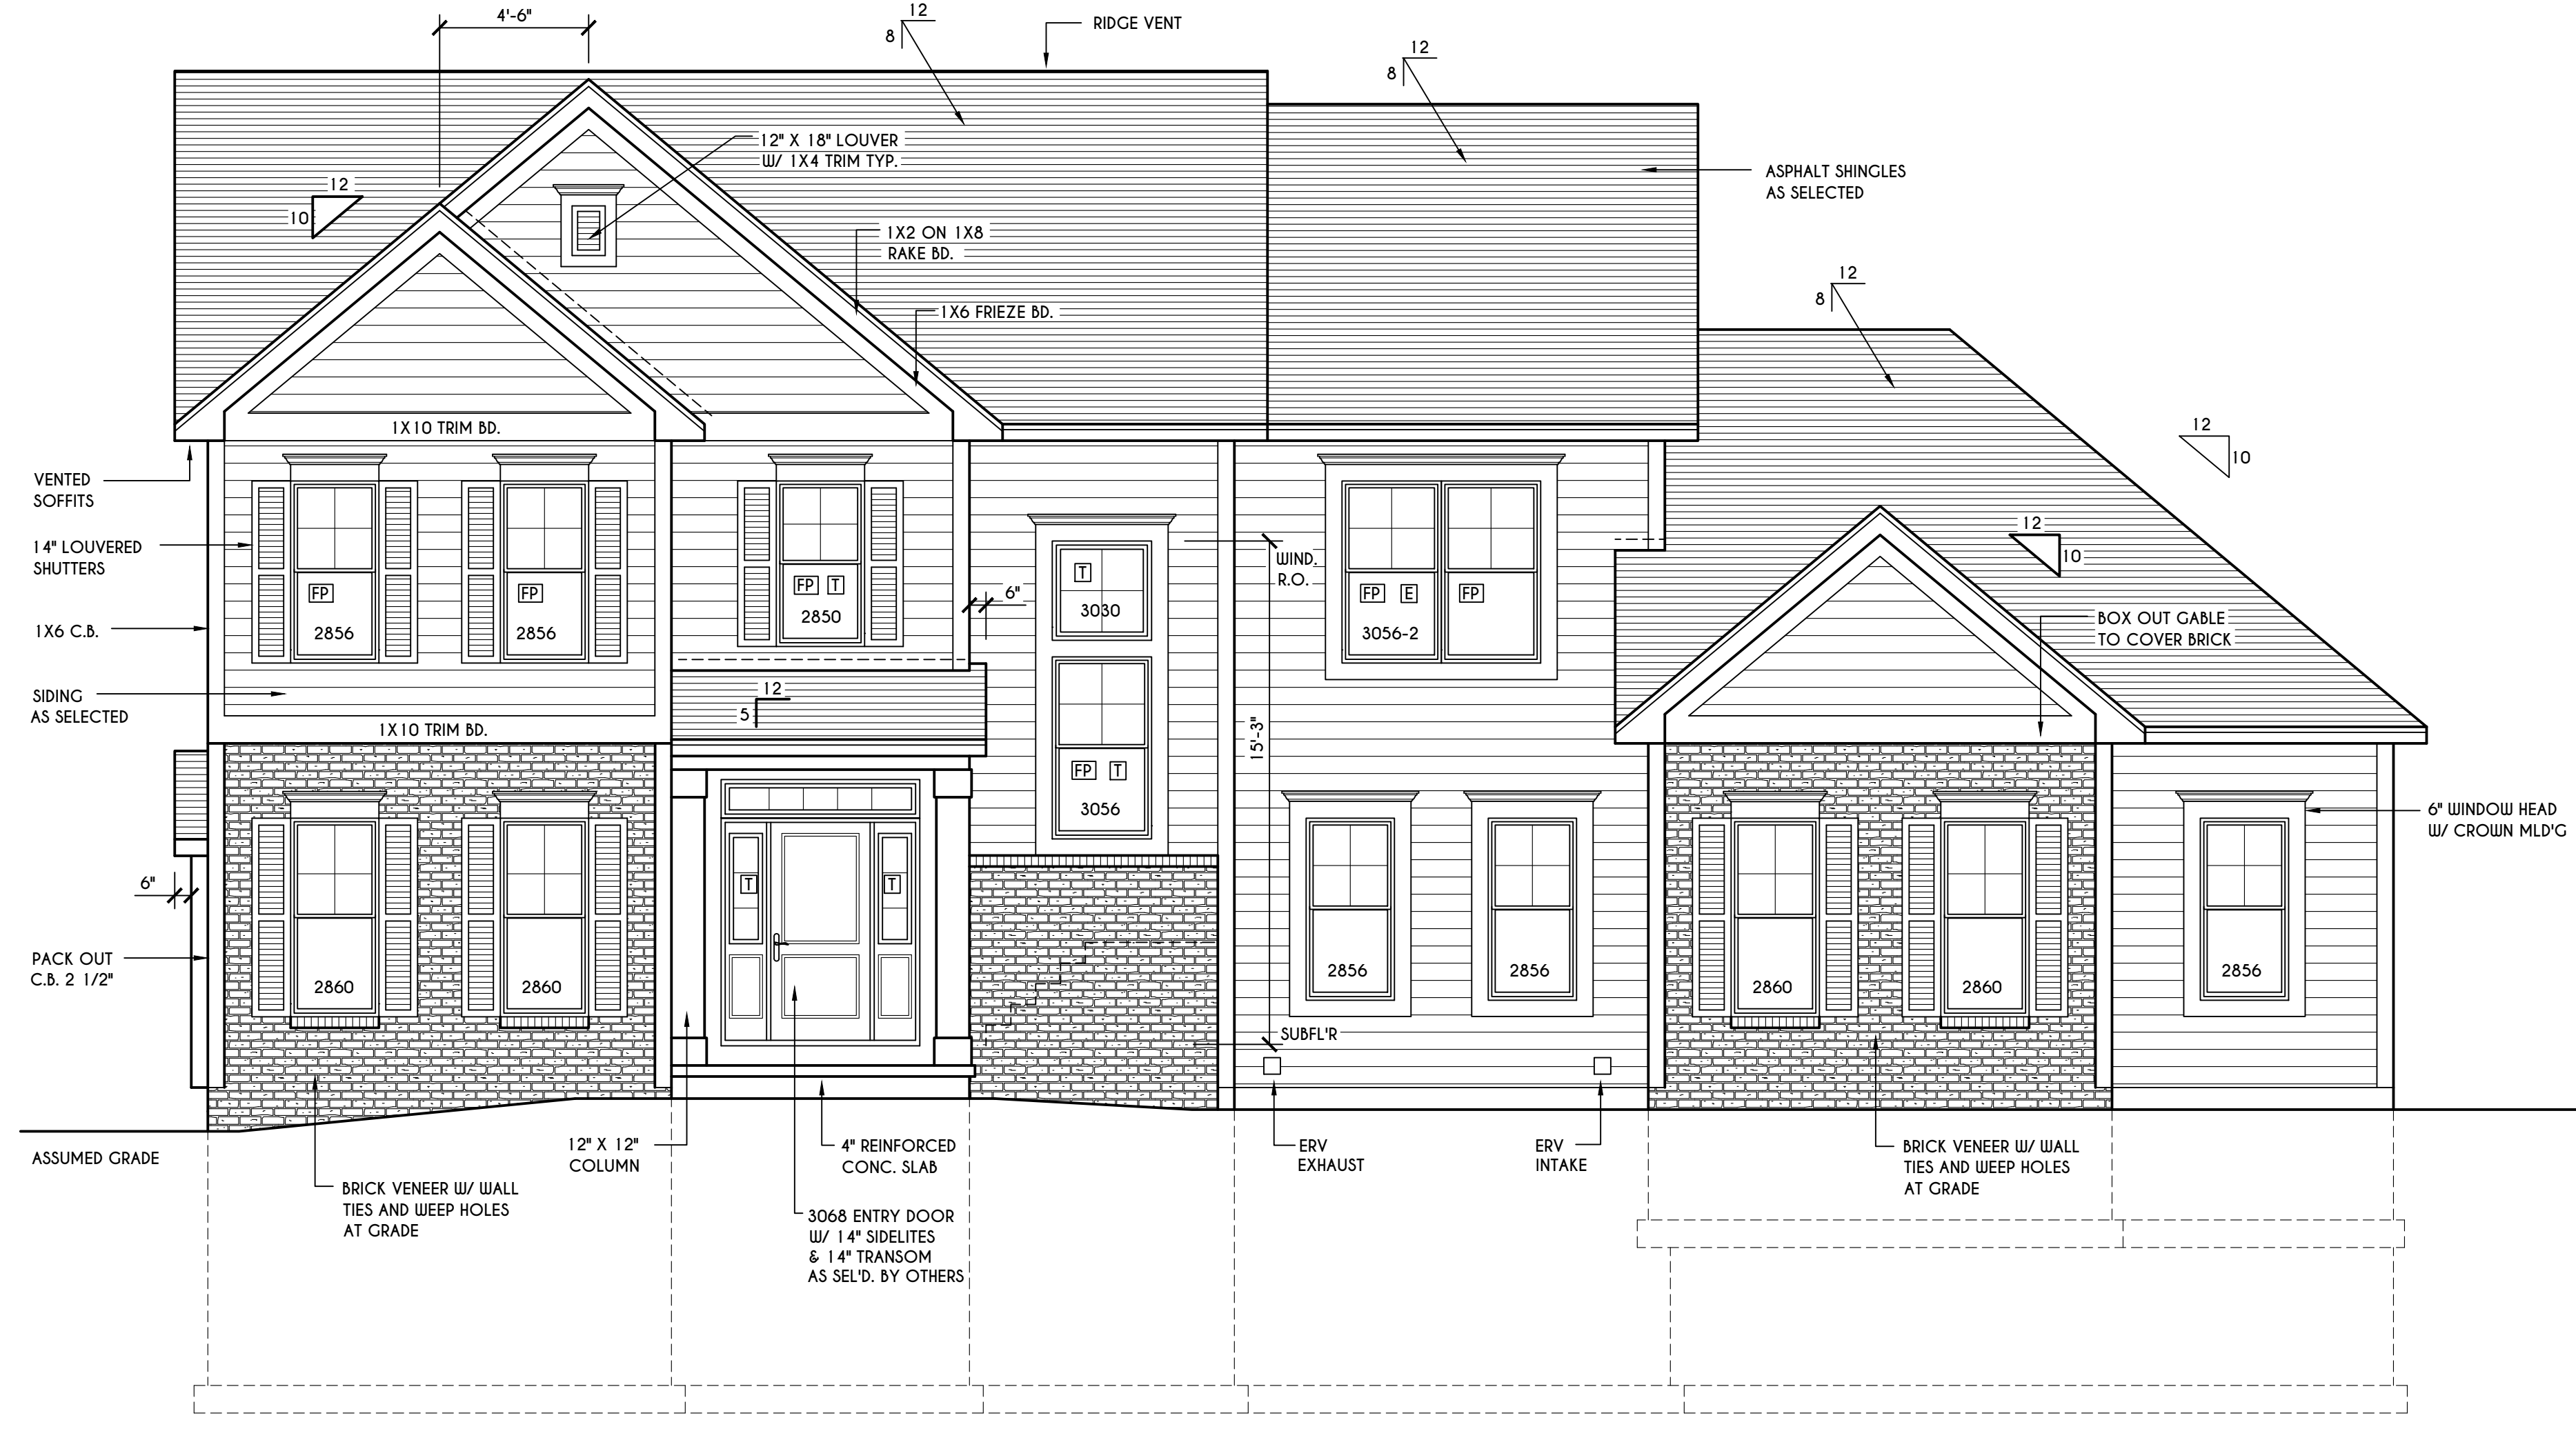 4'-6"
12
8
RIDGE VENT
12
8
12" X 18" LOUVER
W/ 1X4 TRIM TYP.
ASPHALT SHINGLES
AS SELECTED
12
10
1X2 ON 1X8
RAKE BD.
12
8
1X6 FRIEZE BD.
1X10 TRIM BD.
12
10
VENTED
SOFFITS
14" LOUVERED
SHUTTERS
12
10
WIND.
R.O.
T
FP
FP
FP T
6"
FP E
FP
3030
2850
2856
2856
3056-2
1X6 C.B.
BOX OUT GABLE
TO COVER BRICK
SIDING
AS SELECTED
12
5
1X10 TRIM BD.
15'-3"
FP T
3056
6" WINDOW HEAD
W/ CROWN MLD'G
6"
T
T
PACK OUT
C.B. 2 1/2"
2860
2860
2856
2856
2860
2860
2856
SUBFL'R
ASSUMED GRADE
12" X 12"
COLUMN
4" REINFORCED
CONC. SLAB
ERV
EXHAUST
ERV
INTAKE
BRICK VENEER W/ WALL
TIES AND WEEP HOLES
AT GRADE
BRICK VENEER W/ WALL
TIES AND WEEP HOLES
AT GRADE
3068 ENTRY DOOR
W/ 14" SIDELITES
& 14" TRANSOM
AS SEL'D. BY OTHERS